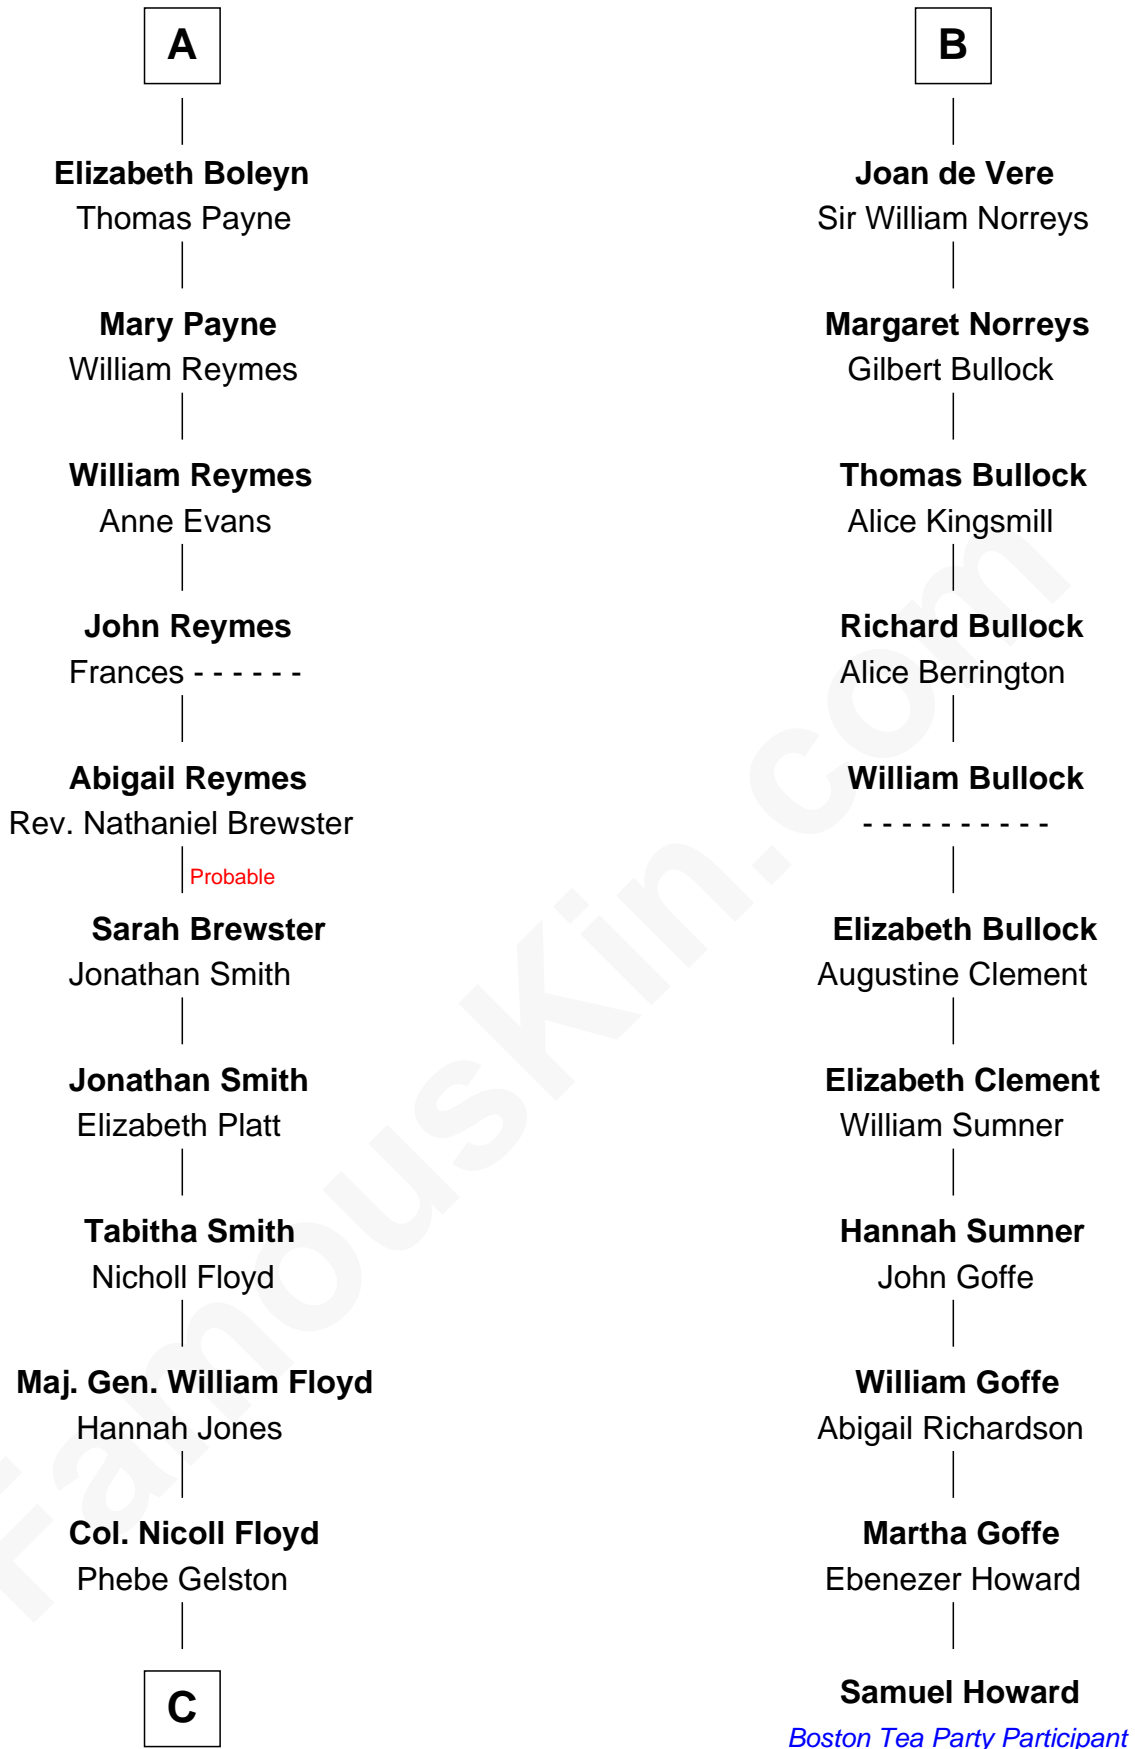 A
Elizabeth Boleyn
Thomas Payne
Mary Payne
William Reymes
William Reymes
Anne Evans
John Reymes
Frances - - - - - -
Abigail Reymes
Rev. Nathaniel Brewster
Probable
Sarah Brewster
Jonathan Smith
Jonathan Smith
Elizabeth Platt
Tabitha Smith
Nicholl Floyd
Maj. Gen. William Floyd
Hannah Jones
Col. Nicoll Floyd
Phebe Gelston
C
B
Joan de Vere
Sir William Norreys
Margaret Norreys
Gilbert Bullock
Thomas Bullock
Alice Kingsmill
Richard Bullock
Alice Berrington
William Bullock
- - - - - - - - - -
Elizabeth Bullock
Augustine Clement
Elizabeth Clement
William Sumner
Hannah Sumner
John Goffe
William Goffe
Abigail Richardson
Martha Goffe
Ebenezer Howard
Samuel Howard
Boston Tea Party Participant
FamousKin.com